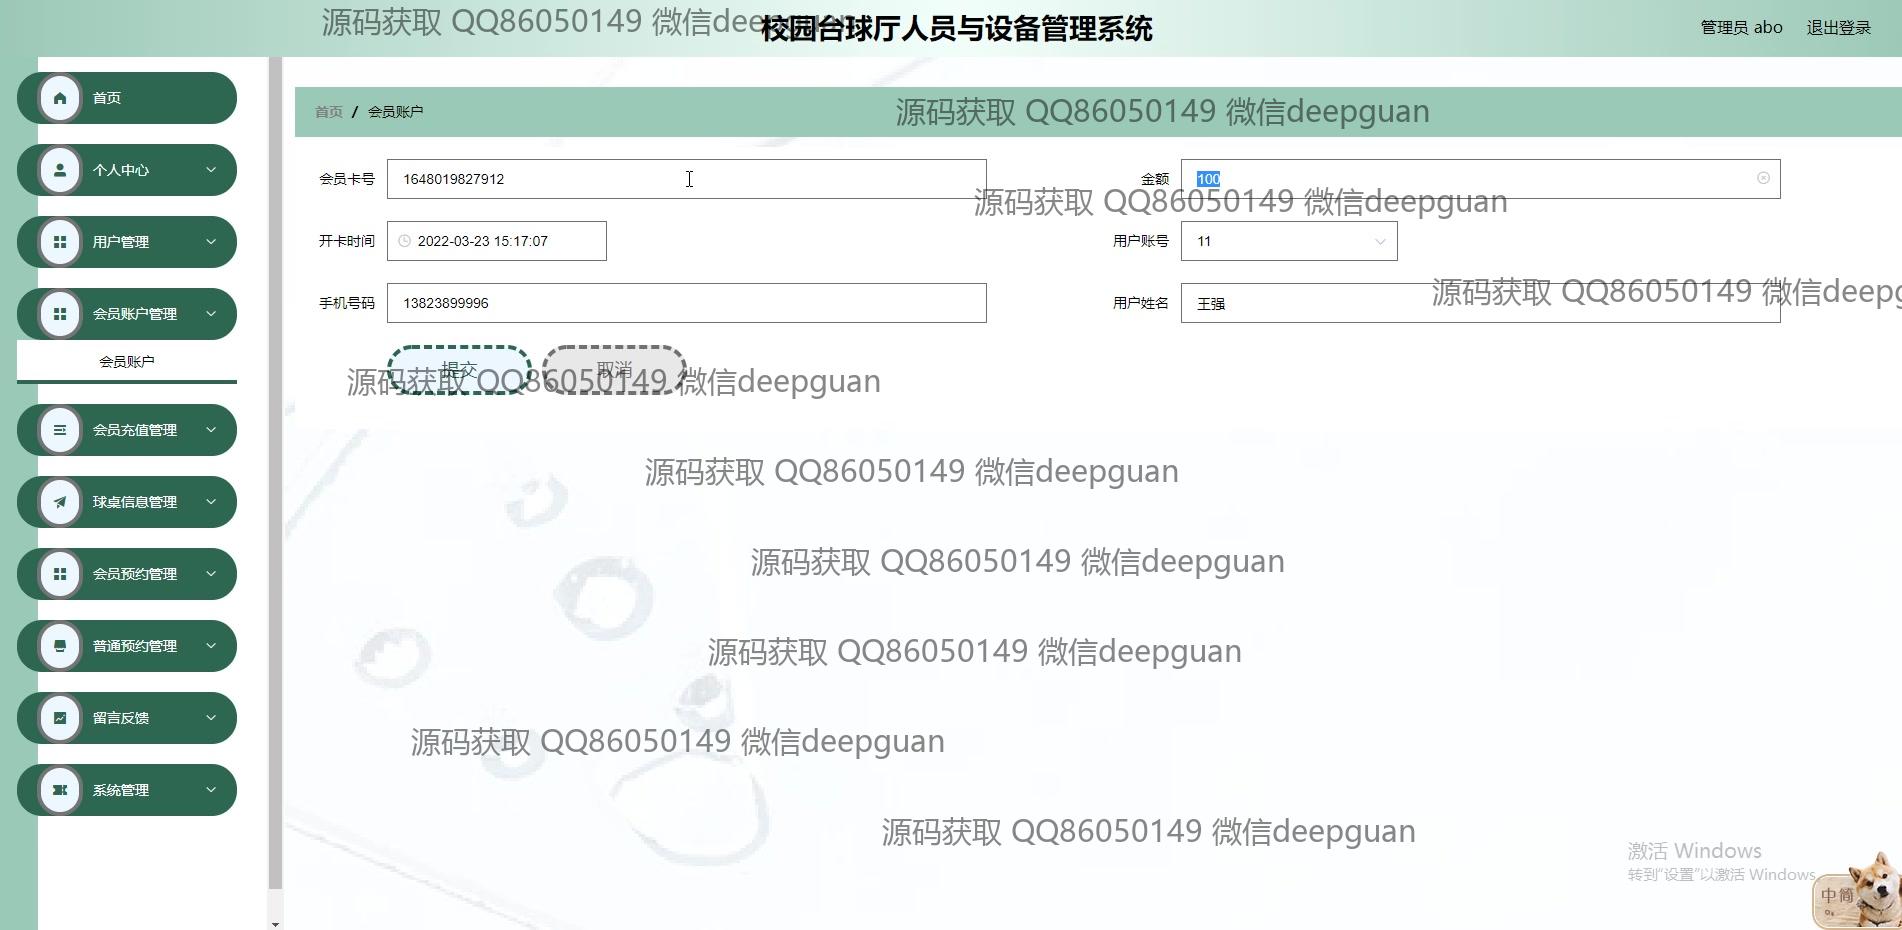 源码获取 QQ86050149 微信deepguan
校园台球厅人员与设备管理系统
管理员 abo
退出登录
首页
个人中心
用户管理
会员账户管理
会员账户
会员充值管理
球桌信息管理
会员预约管理
普通预约管理
留言反馈
系统管理
首页 / 会员账户
源码获取 QQ86050149 微信deepguan
会员卡号 1648019827912
金额 100
源码获取 QQ86050149 微信deepguan
开卡时间 2022-03-23 15:17:07
用户账号 11
源码获取 QQ86050149 微信deepg
手机号码 13823899996
用户姓名 王强
提交
取消
源码获取 QQ86050149 微信deepguan
源码获取 QQ86050149 微信deepguan
源码获取 QQ86050149 微信deepguan
源码获取 QQ86050149 微信deepguan
源码获取 QQ86050149 微信deepguan
源码获取 QQ86050149 微信deepguan
激活 Windows
转到“设置”以激活 Windows。
中 简